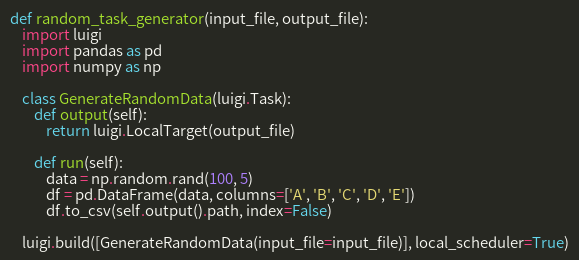 def random_task_generator(input_file, output_file):
    import luigi
    import pandas as pd
    import numpy as np

    class GenerateRandomData(luigi.Task):
        def output(self):
            return luigi.LocalTarget(output_file)

        def run(self):
            data = np.random.rand(100, 5)
            df = pd.DataFrame(data, columns=['A', 'B', 'C', 'D', 'E'])
            df.to_csv(self.output().path, index=False)

    luigi.build([GenerateRandomData(input_file=input_file)], local_scheduler=True)